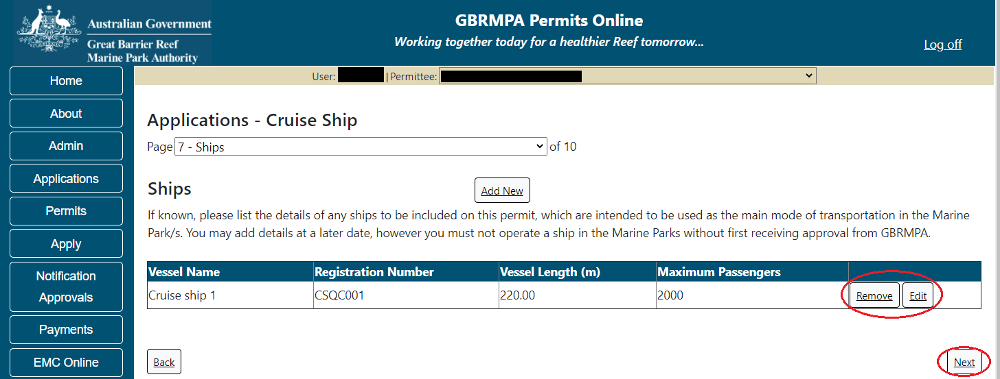 Australian Government
Great Barrier Reef
Marine Park Authority
GBRMPA Permits Online
Working together today for a healthier Reef tomorrow...
Log off
Home
About
Admin
Applications
Permits
Apply
Notification
Approvals
Payments
EMC Online
User: | Permittee:
Applications - Cruise Ship
Page 7 - Ships of 10
Ships Add New
If known, please list the details of any ships to be included on this permit, which are intended to be used as the main mode of transportation in the Marine
Park/s. You may add details at a later date, however you must not operate a ship in the Marine Parks without first receiving approval from GBRMPA.
Vessel Name Registration Number Vessel Length (m) Maximum Passengers
Cruise ship 1 CSQC001 220.00 2000 Remove Edit
Back Next